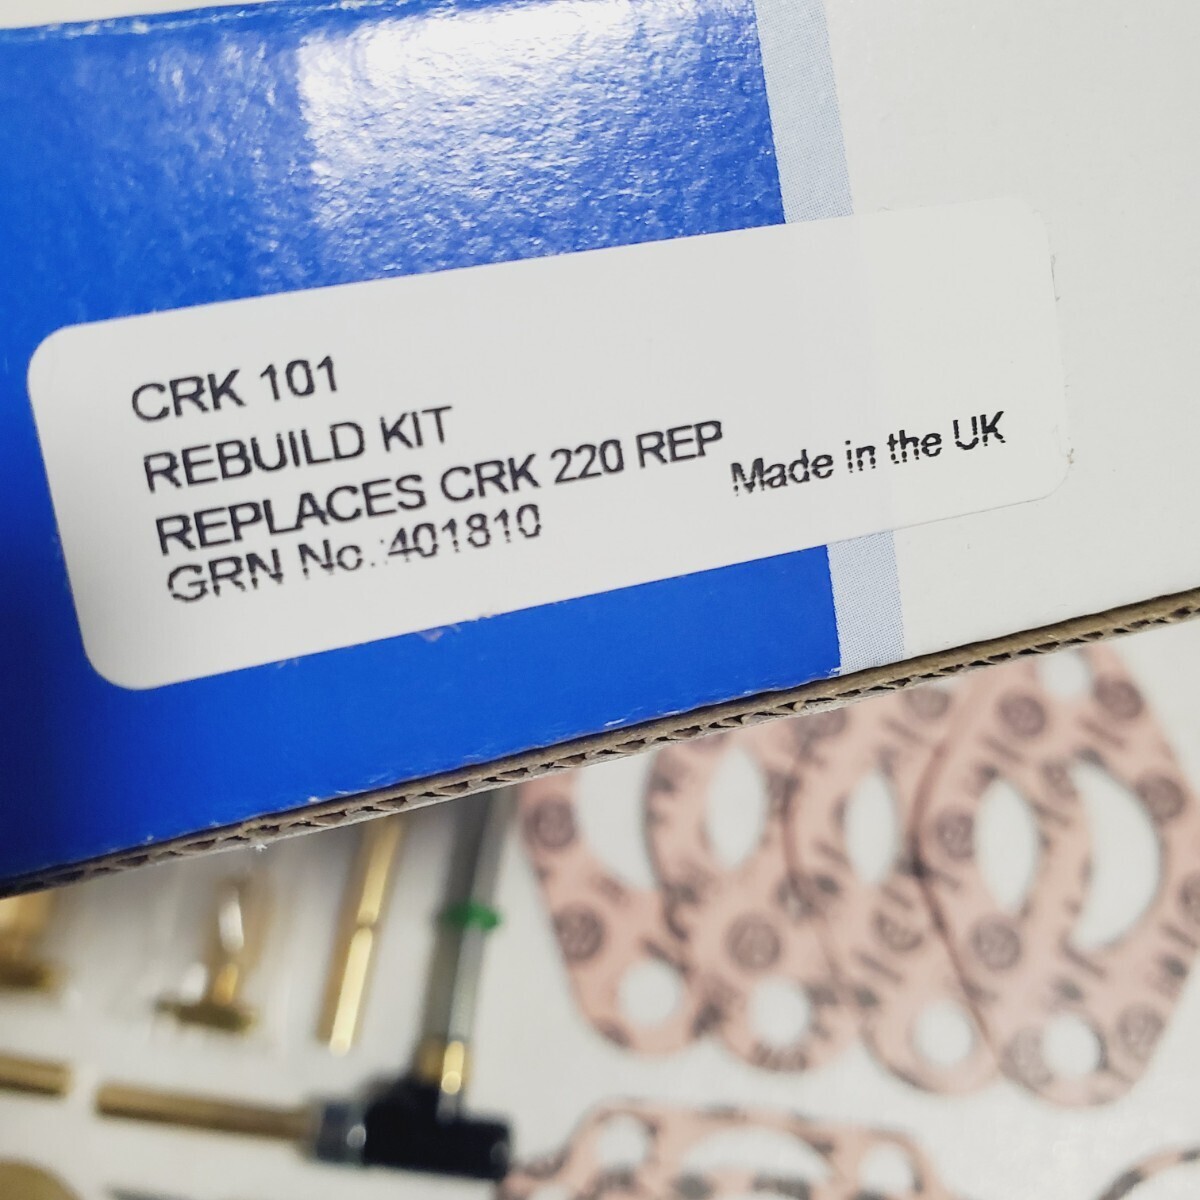 CRK 101
REBUILD KIT
REPLACES CRK 220 REP
GRN No.:401810
Made in the UK